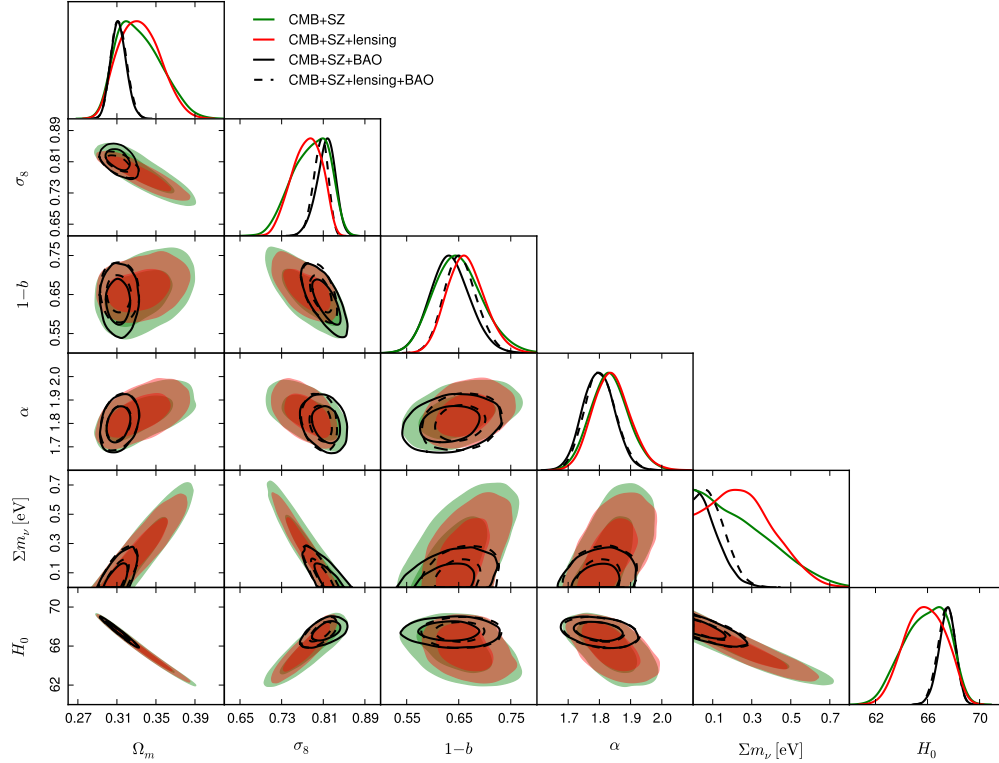 CMB+SZ
CMB+SZ+lensing
CMB+SZ+BAO
CMB+SZ+lensing+BAO
σ8
0.89
0.81
0.73
0.65
1−b
0.75
0.65
0.55
α
2.0
1.9
1.8
1.7
Σmν [eV]
0.7
0.5
0.3
0.1
H0
70
66
62
0.27 0.31 0.35 0.39
0.65 0.73 0.81 0.89
0.55 0.65 0.75
1.7 1.8 1.9 2.0
0.1 0.3 0.5 0.7
62 66 70
Ωm
σ8
1−b
α
Σmν [eV]
H0